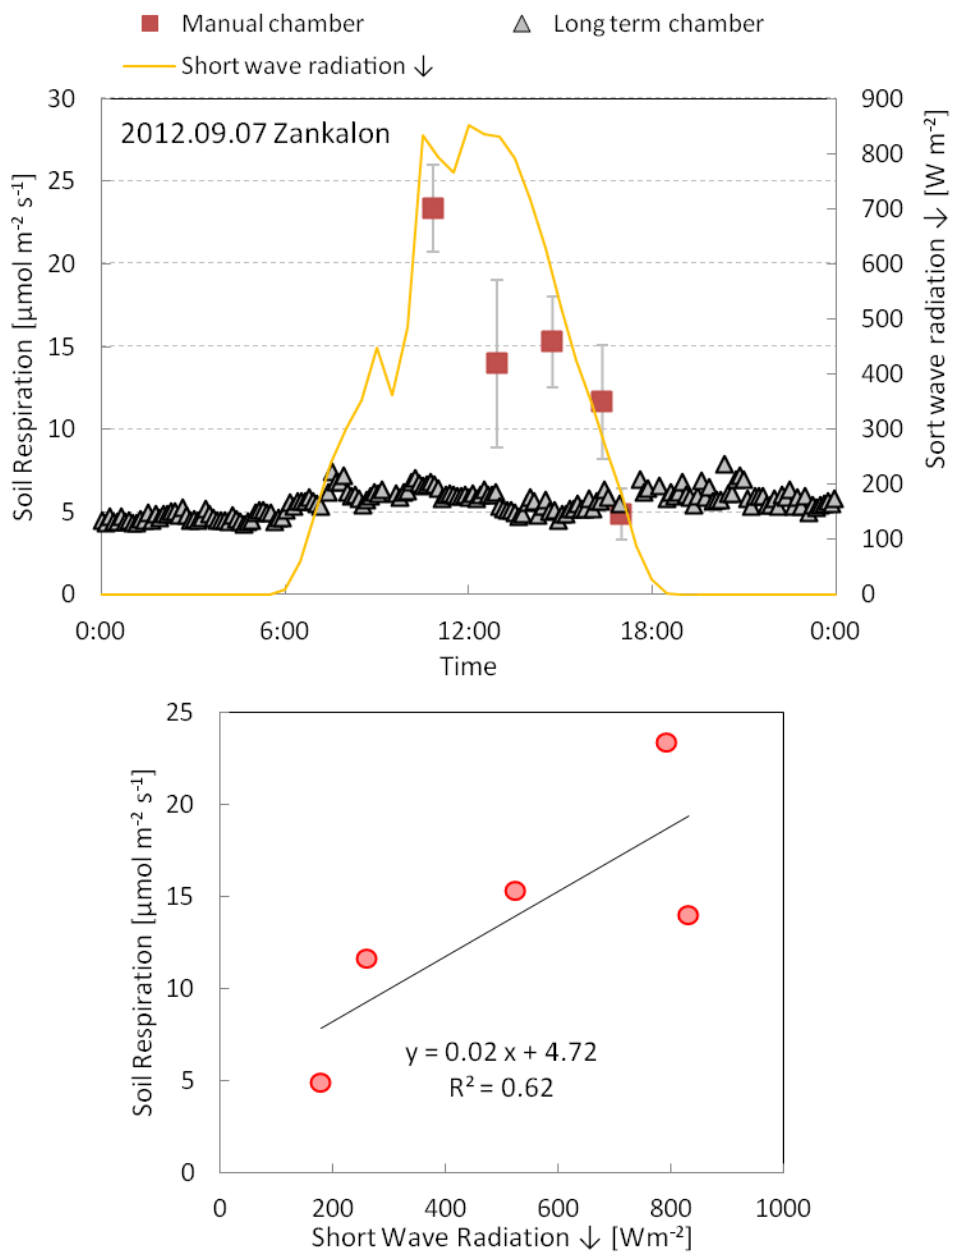 Manual chamber
Long term chamber
Short wave radiation ↓
2012.09.07 Zankalon
Soil Respiration [μmol m⁻² s⁻¹]
30
25
20
15
10
5
0
Sort wave radiation ↓ [W m⁻²]
900
800
700
600
500
400
300
200
100
0
0:00 6:00 12:00 18:00 0:00
Time
Soil Respiration [μmol m⁻² s⁻¹]
25
20
15
10
5
0
y = 0.02 x + 4.72
R² = 0.62
0 200 400 600 800 1000
Short Wave Radiation ↓ [Wm⁻²]